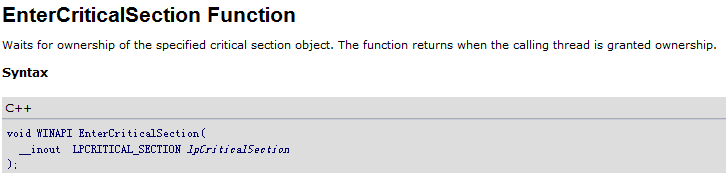 EnterCriticalSection Function
Waits for ownership of the specified critical section object. The function returns when the calling thread is granted ownership.
Syntax
C++
void WINAPI EnterCriticalSection(
  __inout  LPCRITICAL_SECTION lpCriticalSection
);